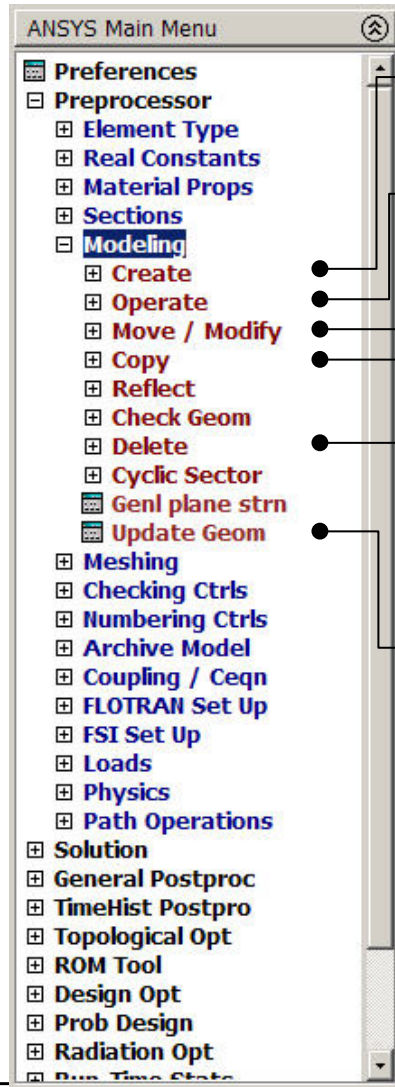 ANSYS Main Menu
Preferences
Preprocessor
Element Type
Real Constants
Material Props
Sections
Modeling
Create
Operate
Move / Modify
Copy
Reflect
Check Geom
Delete
Cyclic Sector
Genl plane strn
Update Geom
Meshing
Checking Ctrls
Numbering Ctrls
Archive Model
Coupling / Ceqn
FLOTRAN Set Up
FSI Set Up
Loads
Physics
Path Operations
Solution
General Postproc
TimeHist Postpro
Topological Opt
ROM Tool
Design Opt
Prob Design
Radiation Opt
Run-Time Stats